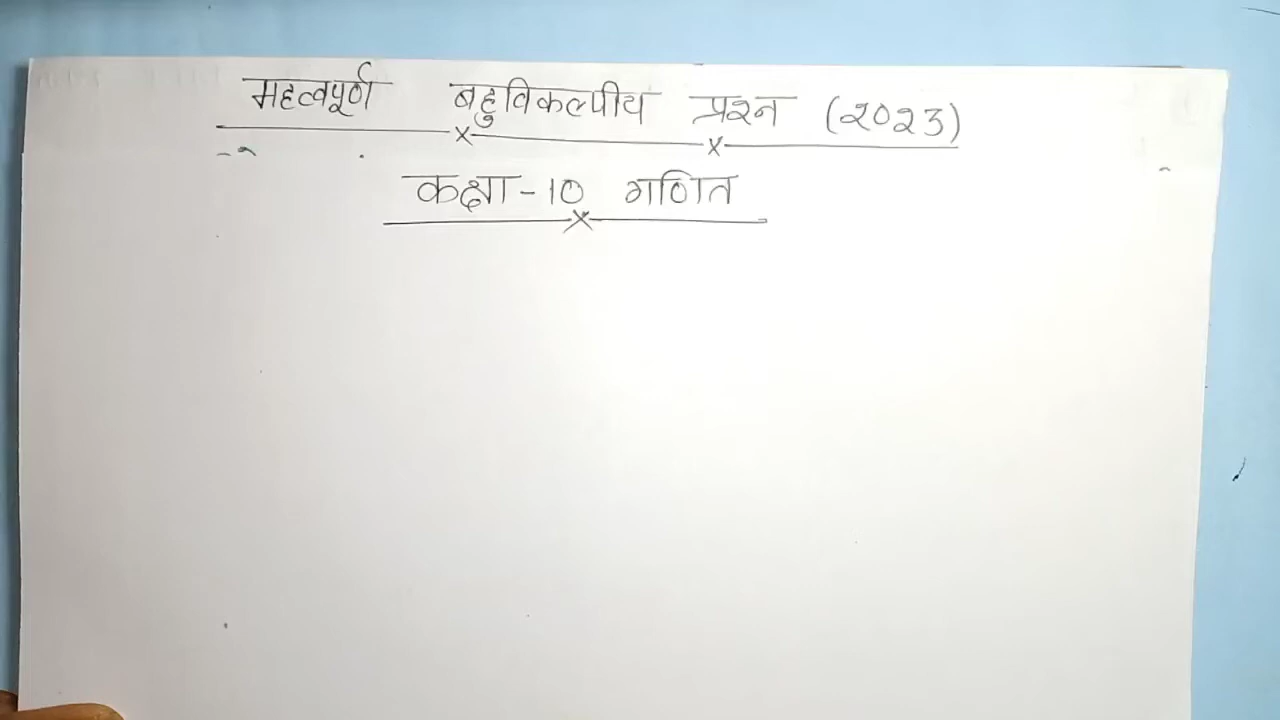 महत्वपूर्ण बहुविकल्पीय प्रश्न (2023)
कक्षा-10 गणित